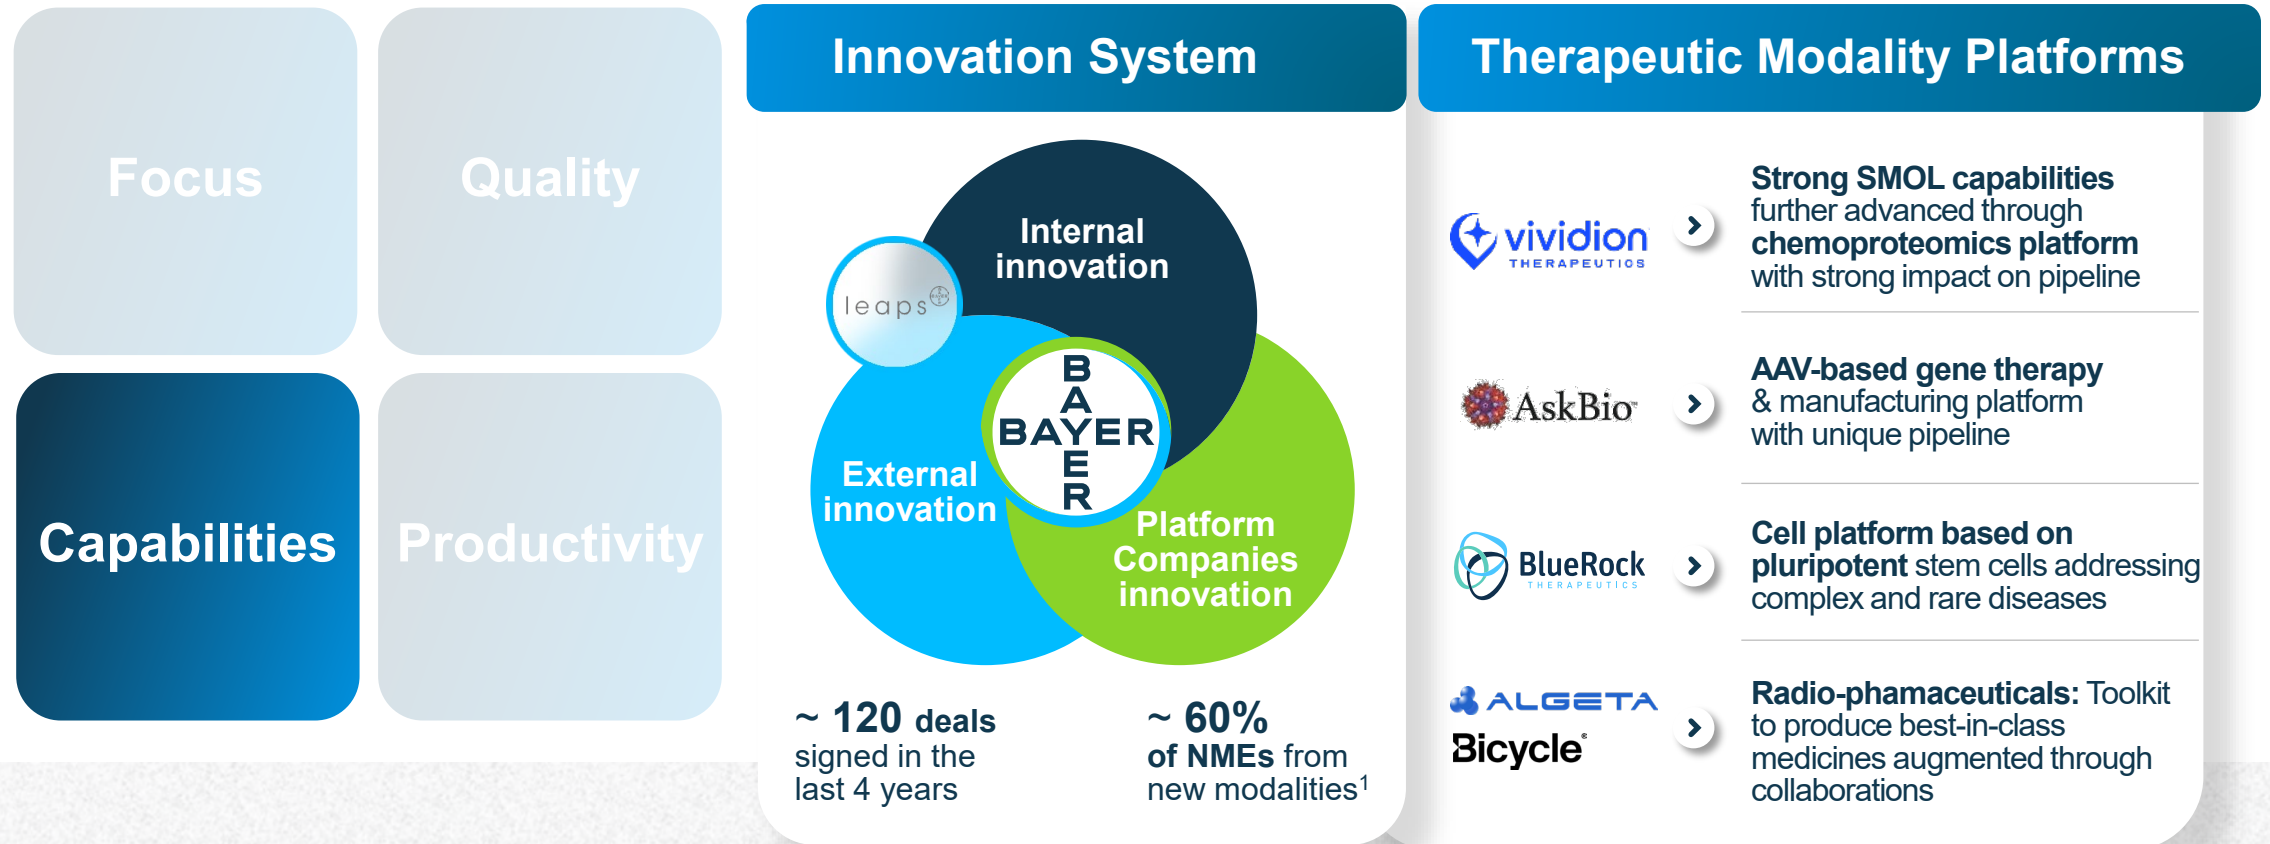 Focus
Quality
Capabilities
Productivity
Innovation System
Internal
innovation
leaps
BAYER
BAYER
External
innovation
Platform
Companies
innovation
~ 120 deals
signed in the
last 4 years
~ 60%
of NMEs from
new modalities1
Therapeutic Modality Platforms
vividion
THERAPEUTICS
Strong SMOL capabilities
further advanced through
chemoproteomics platform
with strong impact on pipeline
AskBio™
AAV-based gene therapy
& manufacturing platform
with unique pipeline
BlueRock
THERAPEUTICS
Cell platform based on
pluripotent stem cells addressing
complex and rare diseases
ALGETA
Bicycle®
Radio-phamaceuticals: Toolkit
to produce best-in-class
medicines augmented through
collaborations